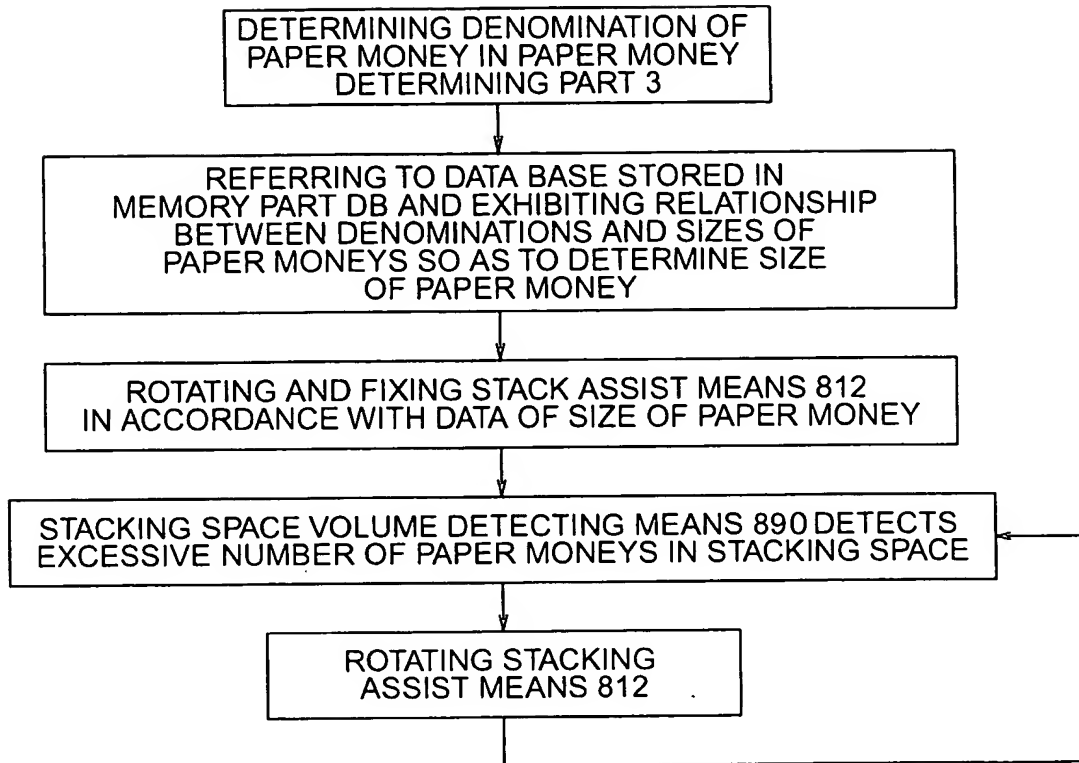 DETERMINING DENOMINATION OF
PAPER MONEY IN PAPER MONEY
DETERMINING PART 3
REFERRING TO DATA BASE STORED IN
MEMORY PART DB AND EXHIBITING RELATIONSHIP
BETWEEN DENOMINATIONS AND SIZES OF
PAPER MONEYS SO AS TO DETERMINE SIZE
OF PAPER MONEY
ROTATING AND FIXING STACK ASSIST MEANS 812
IN ACCORDANCE WITH DATA OF SIZE OF PAPER MONEY
STACKING SPACE VOLUME DETECTING MEANS 890 DETECTS
EXCESSIVE NUMBER OF PAPER MONEYS IN STACKING SPACE
ROTATING STACKING
ASSIST MEANS 812